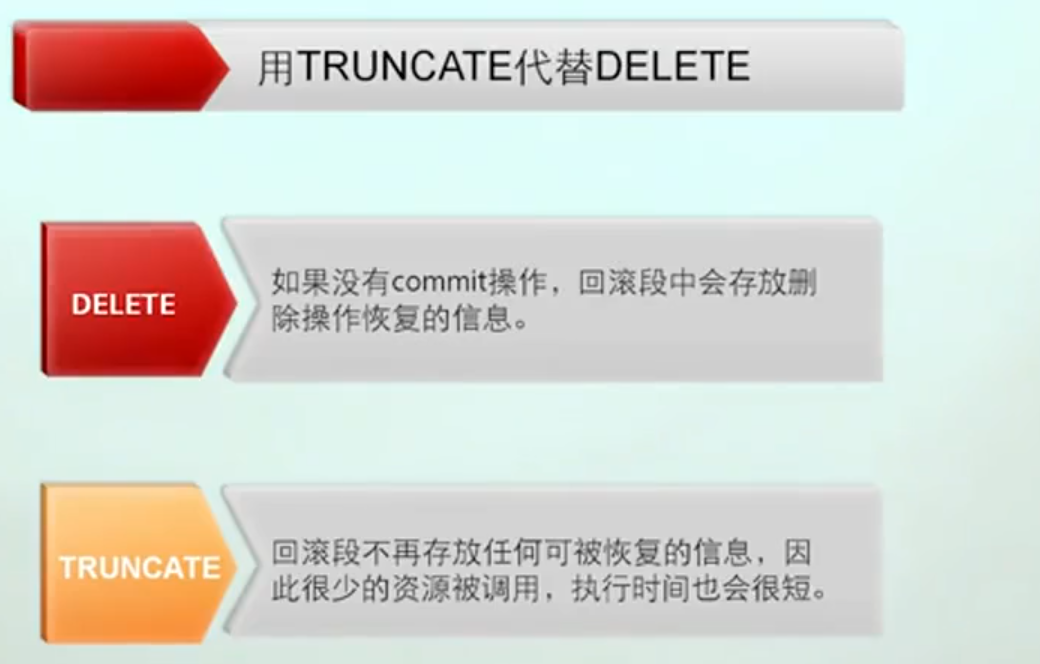 用TRUNCATE代替DELETE
DELETE
如果没有commit操作，回滚段中会存放删
除操作恢复的信息。
TRUNCATE
回滚段不再存放任何可被恢复的信息，因
此很少的资源被调用，执行时间也会很短。